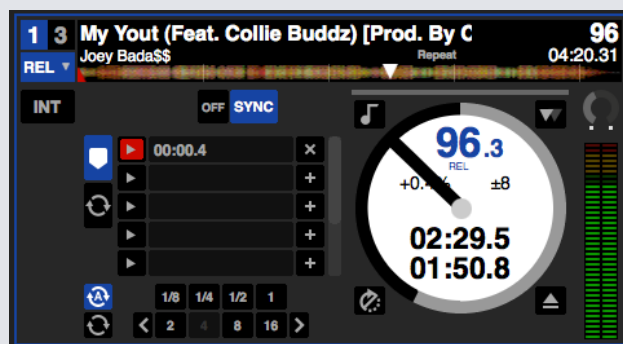 1 3 My Yout (Feat. Collie Buddz) [Prod. By C 96
REL Joey Bada$$ Repeat 04:20.31
INT OFF SYNC
96.3
REL
00:00.4
±8
02:29.5
01:50.8
A
1/8 1/4 1/2 1
2 4 8 16